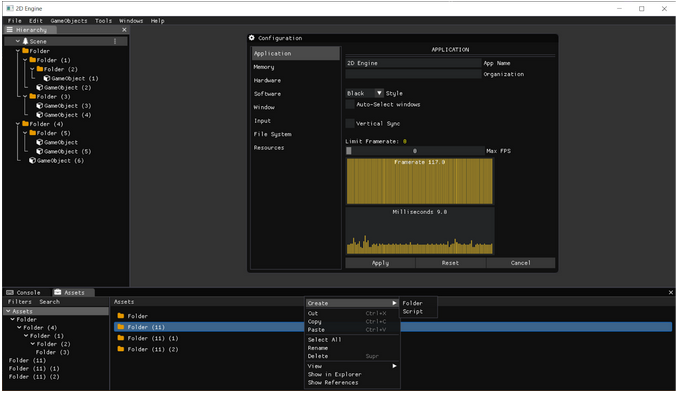 2D Engine
File Edit GameObjects Tools Windows Help
Hierarchy
Scene
Folder
Folder (1)
Folder (2)
GameObject (1)
GameObject (2)
Folder (3)
GameObject (3)
GameObject (4)
Folder (4)
Folder (5)
GameObject
GameObject (5)
GameObject (6)
Configuration
Application
Memory
Hardware
Software
Window
Input
File System
Resources
APPLICATION
2D Engine App Name
Organization
Black Style
Auto-Select windows
Vertical Sync
Limit Framerate: 0
0 Max FPS
Framerate 117.0
Milliseconds 9.8
Apply Reset Cancel
Console Assets
Filters Search
Assets
Folder
Folder (4)
Folder (1)
Folder (2)
Folder (3)
Folder (11)
Folder (11) (1)
Folder (11) (2)
Assets
Folder
Folder (11)
Folder (11) (1)
Folder (11) (2)
Create
Cut Ctrl+X
Copy Ctrl+C
Paste Ctrl+V
Select All
Rename
Delete Supr
View
Show in Explorer
Show References
Folder
Script